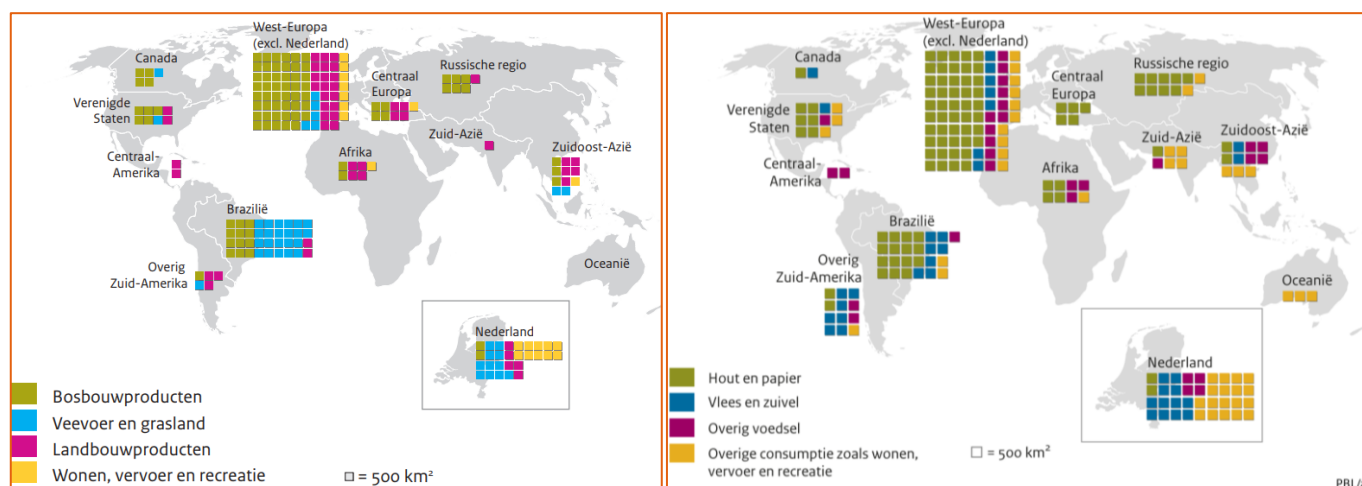 West-Europa
(excl. Nederland)
Canada
Russische regio
Centraal
Europa
Verenigde
Staten
Zuid-Azië
Zuidoost-Azië
Centraal-
Amerika
Afrika
Brazilië
Overig
Zuid-Amerika
Oceanië
Nederland
Bosbouwproducten
Veevoer en grasland
Landbouwproducten
Wonen, vervoer en recreatie
= 500 km²
West-Europa
(excl. Nederland)
Canada
Russische regio
Centraal
Europa
Verenigde
Staten
Zuid-Azië
Zuidoost-Azië
Centraal-
Amerika
Afrika
Brazilië
Overig
Zuid-Amerika
Oceanië
Nederland
Hout en papier
Vlees en zuivel
Overig voedsel
Overige consumptie zoals wonen,
vervoer en recreatie
= 500 km²
PBL/